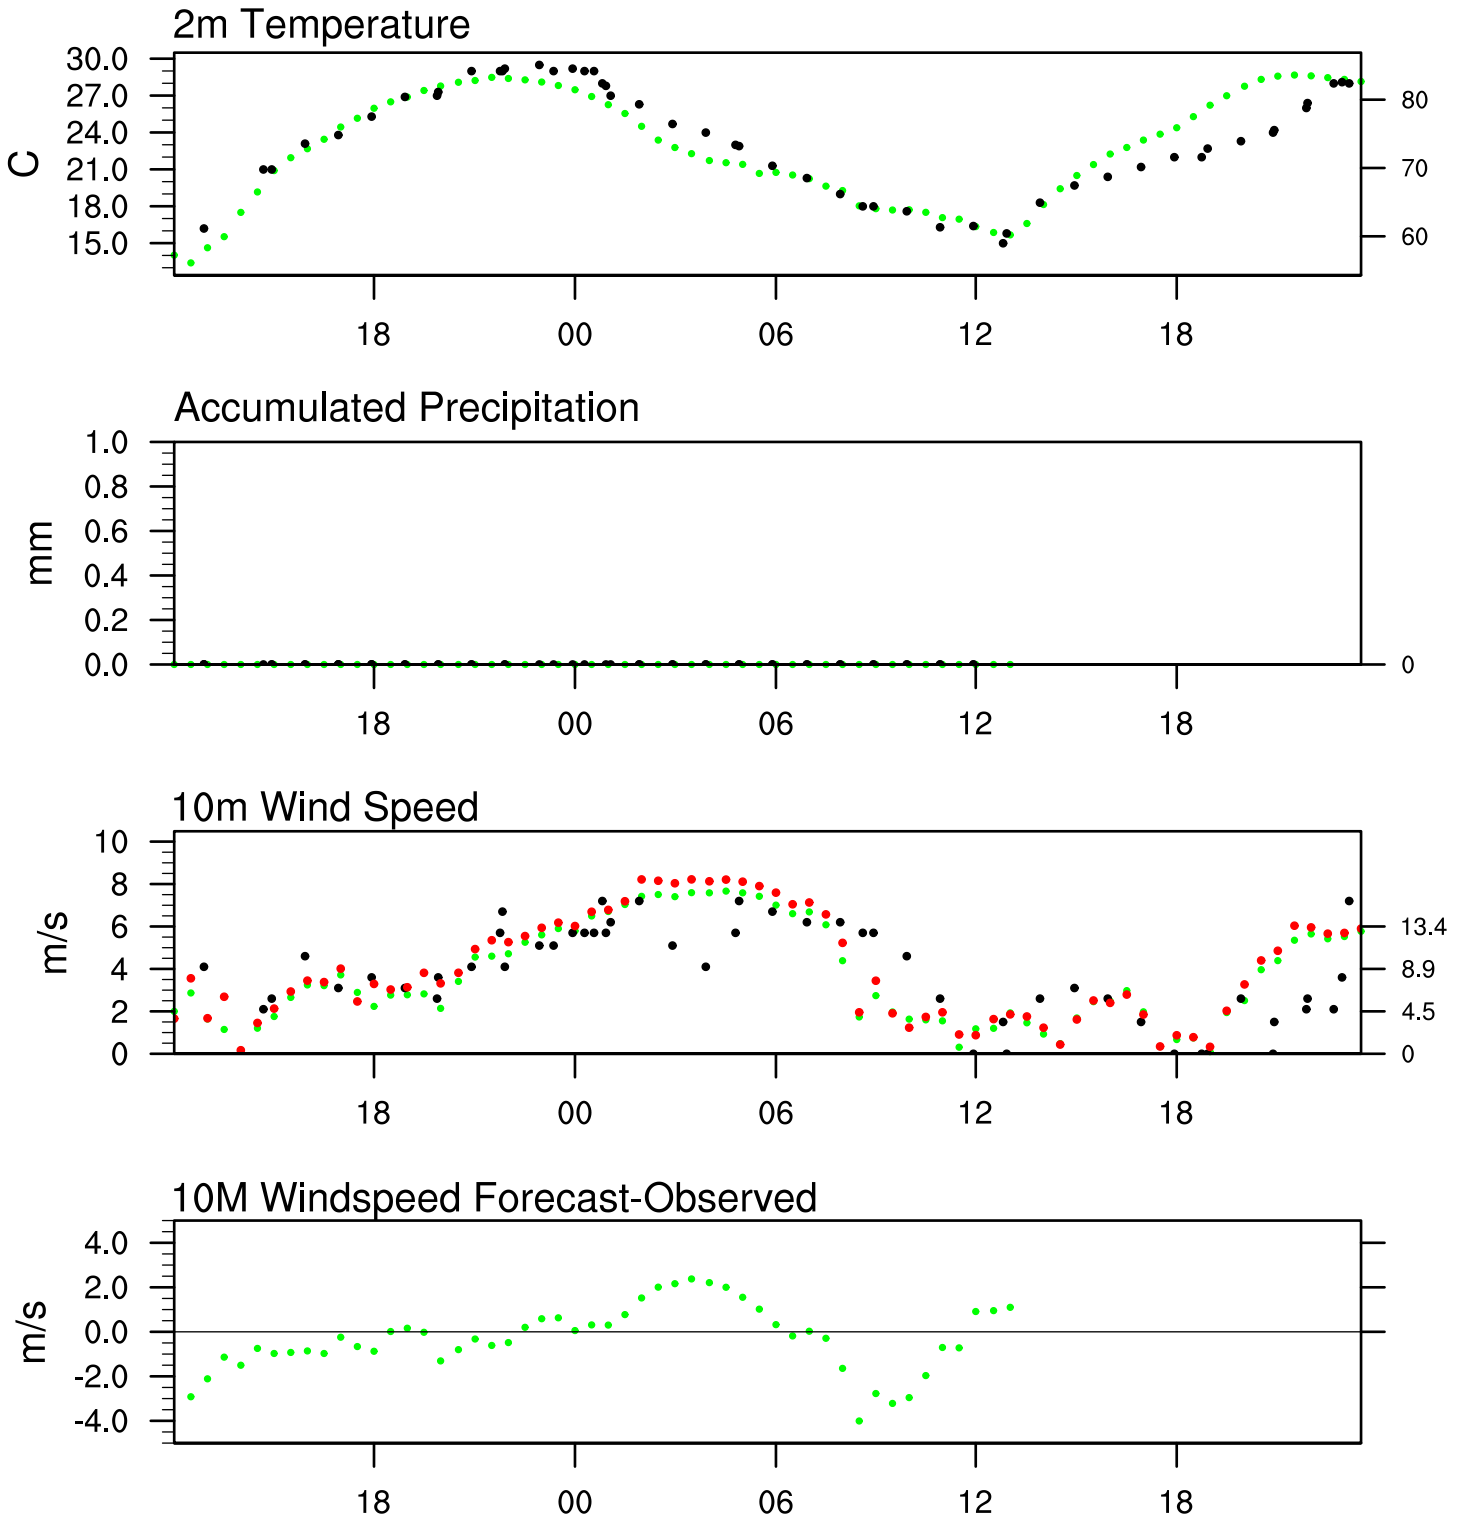 2m Temperature
30.0
27.0
24.0
21.0
18.0
15.0
C
80
70
60
18 00 06 12 18
Accumulated Precipitation
1.0
0.8
0.6
0.4
0.2
0.0
mm
0
18 00 06 12 18
10m Wind Speed
10
8
6
4
2
0
m/s
13.4
8.9
4.5
0
18 00 06 12 18
10M Windspeed Forecast-Observed
4.0
2.0
0.0
-2.0
-4.0
m/s
18 00 06 12 18